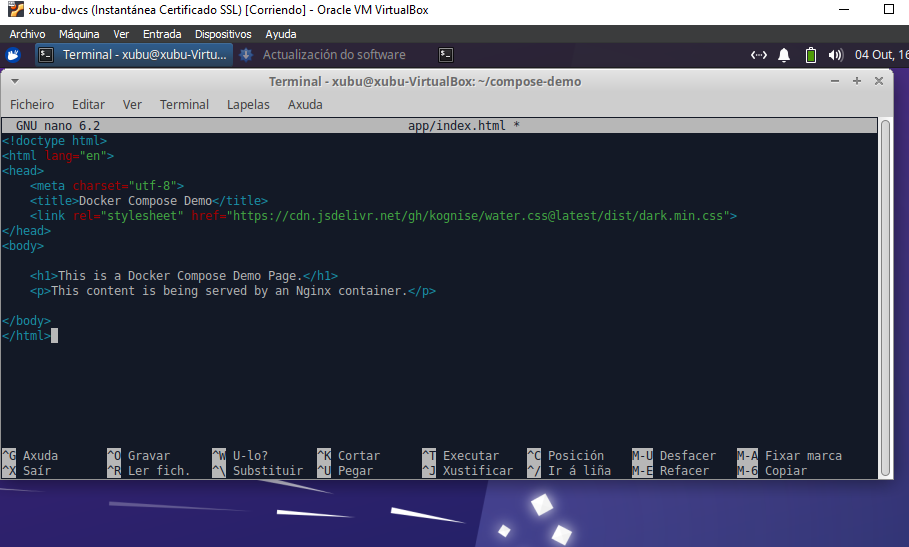 xubu-dwcs (Instantánea Certificado SSL) [Corriendo] - Oracle VM VirtualBox
Archivo Máquina Ver Entrada Dispositivos Ayuda
Terminal - xubu@xubu-Virtu... Actualización do software 04 Out, 16
Terminal - xubu@xubu-VirtualBox: ~/compose-demo
Ficheiro Editar Ver Terminal Lapelas Axuda
GNU nano 6.2 app/index.html *
<!doctype html>
<html lang="en">
<head>
    <meta charset="utf-8">
    <title>Docker Compose Demo</title>
    <link rel="stylesheet" href="https://cdn.jsdelivr.net/gh/kognise/water.css@latest/dist/dark.min.css">
</head>
<body>
    <h1>This is a Docker Compose Demo Page.</h1>
    <p>This content is being served by an Nginx container.</p>
</body>
</html>
^G Axuda ^O Gravar ^W U-lo? ^K Cortar ^T Executar ^C Posición M-U Desfacer M-A Fixar marca
^X Saír ^R Ler fich. ^\ Substituir ^U Pegar ^J Xustificar ^/ Ir á liña M-E Refacer M-6 Copiar